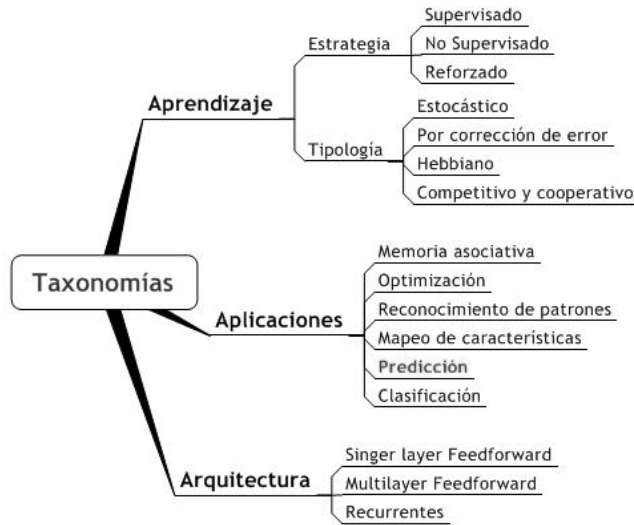 Taxonomías
Aprendizaje
Estrategia
Supervisado
No Supervisado
Reforzado
Tipología
Estocástico
Por corrección de error
Hebbiano
Competitivo y cooperativo
Aplicaciones
Memoria asociativa
Optimización
Reconocimiento de patrones
Mapeo de características
Predicción
Clasificación
Arquitectura
Singer layer Feedforward
Multilayer Feedforward
Recurrentes